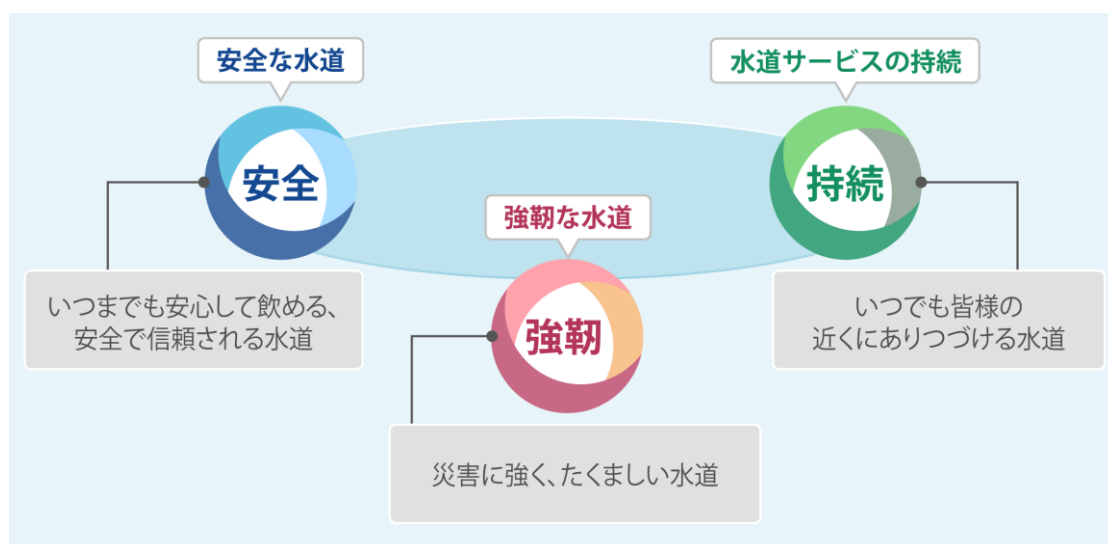 安全な水道
安全
いつまでも安心して飲める、
安全で信頼される水道
強靭な水道
強靭
災害に強く、たくましい水道
水道サービスの持続
持続
いつでも皆様の
近くにありつづける水道